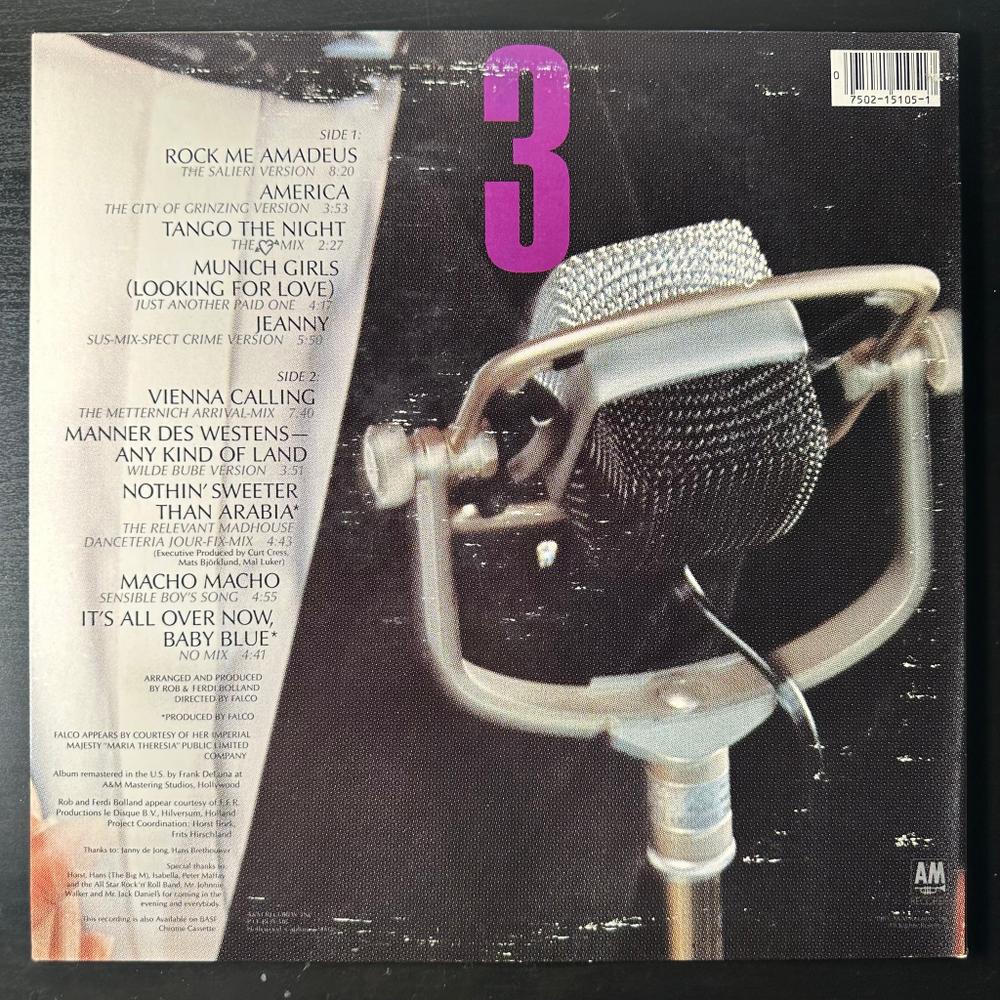 3
0
7502-15105-1
SIDE 1:
ROCK ME AMADEUS
THE SALIERI VERSION 8:20
AMERICA
THE CITY OF GRINZING VERSION 3:53
TANGO THE NIGHT
THE ♡ MIX 2:27
MUNICH GIRLS
(LOOKING FOR LOVE)
JUST ANOTHER PAID ONE 4:17
JEANNY
SUS-MIX-SPECT CRIME VERSION 5:50
SIDE 2:
VIENNA CALLING
THE METTERNICH ARRIVAL-MIX 7.40
MANNER DES WESTENS—
ANY KIND OF LAND
WILDE BUBE VERSION 3:51
NOTHIN' SWEETER
THAN ARABIA*
THE RELEVANT MADHOUSE
DANCETERIA JOUR-FIX-MIX 4:43
(Executive Produced by Curt Cress,
Mats Björklund, Mal Luker)
MACHO MACHO
SENSIBLE BOY'S SONG 4:55
IT'S ALL OVER NOW,
BABY BLUE*
NO MIX 4:41
ARRANGED AND PRODUCED
BY ROB & FERDI BOLLAND
DIRECTED BY FALCO
*PRODUCED BY FALCO
FALCO APPEARS BY COURTESY OF HER IMPERIAL
MAJESTY "MARIA THERESIA" PUBLIC LIMITED
COMPANY
Album remastered in the U.S. by Frank DeLuna at
A&M Mastering Studios, Hollywood
Rob and Ferdi Bolland appear courtesy of F.F.R.
Productions le Disque B.V., Hilversum, Holland
Project Coordination: Horst Bork,
Frits Hirschland
Thanks to: Janny de Jong, Hans Brethouwer
Special thanks to:
Horst, Hans (The Big M), Isabella, Peter Maffay
and the All Star Rock'n' Roll Band, Mr. Johnnie
Walker and Mr. Jack Daniel's for coming in the
evening and everybody.
This recording is also Available on BASF
Chrome Cassette
A&M RECORDS, INC.
AM
RECORDS